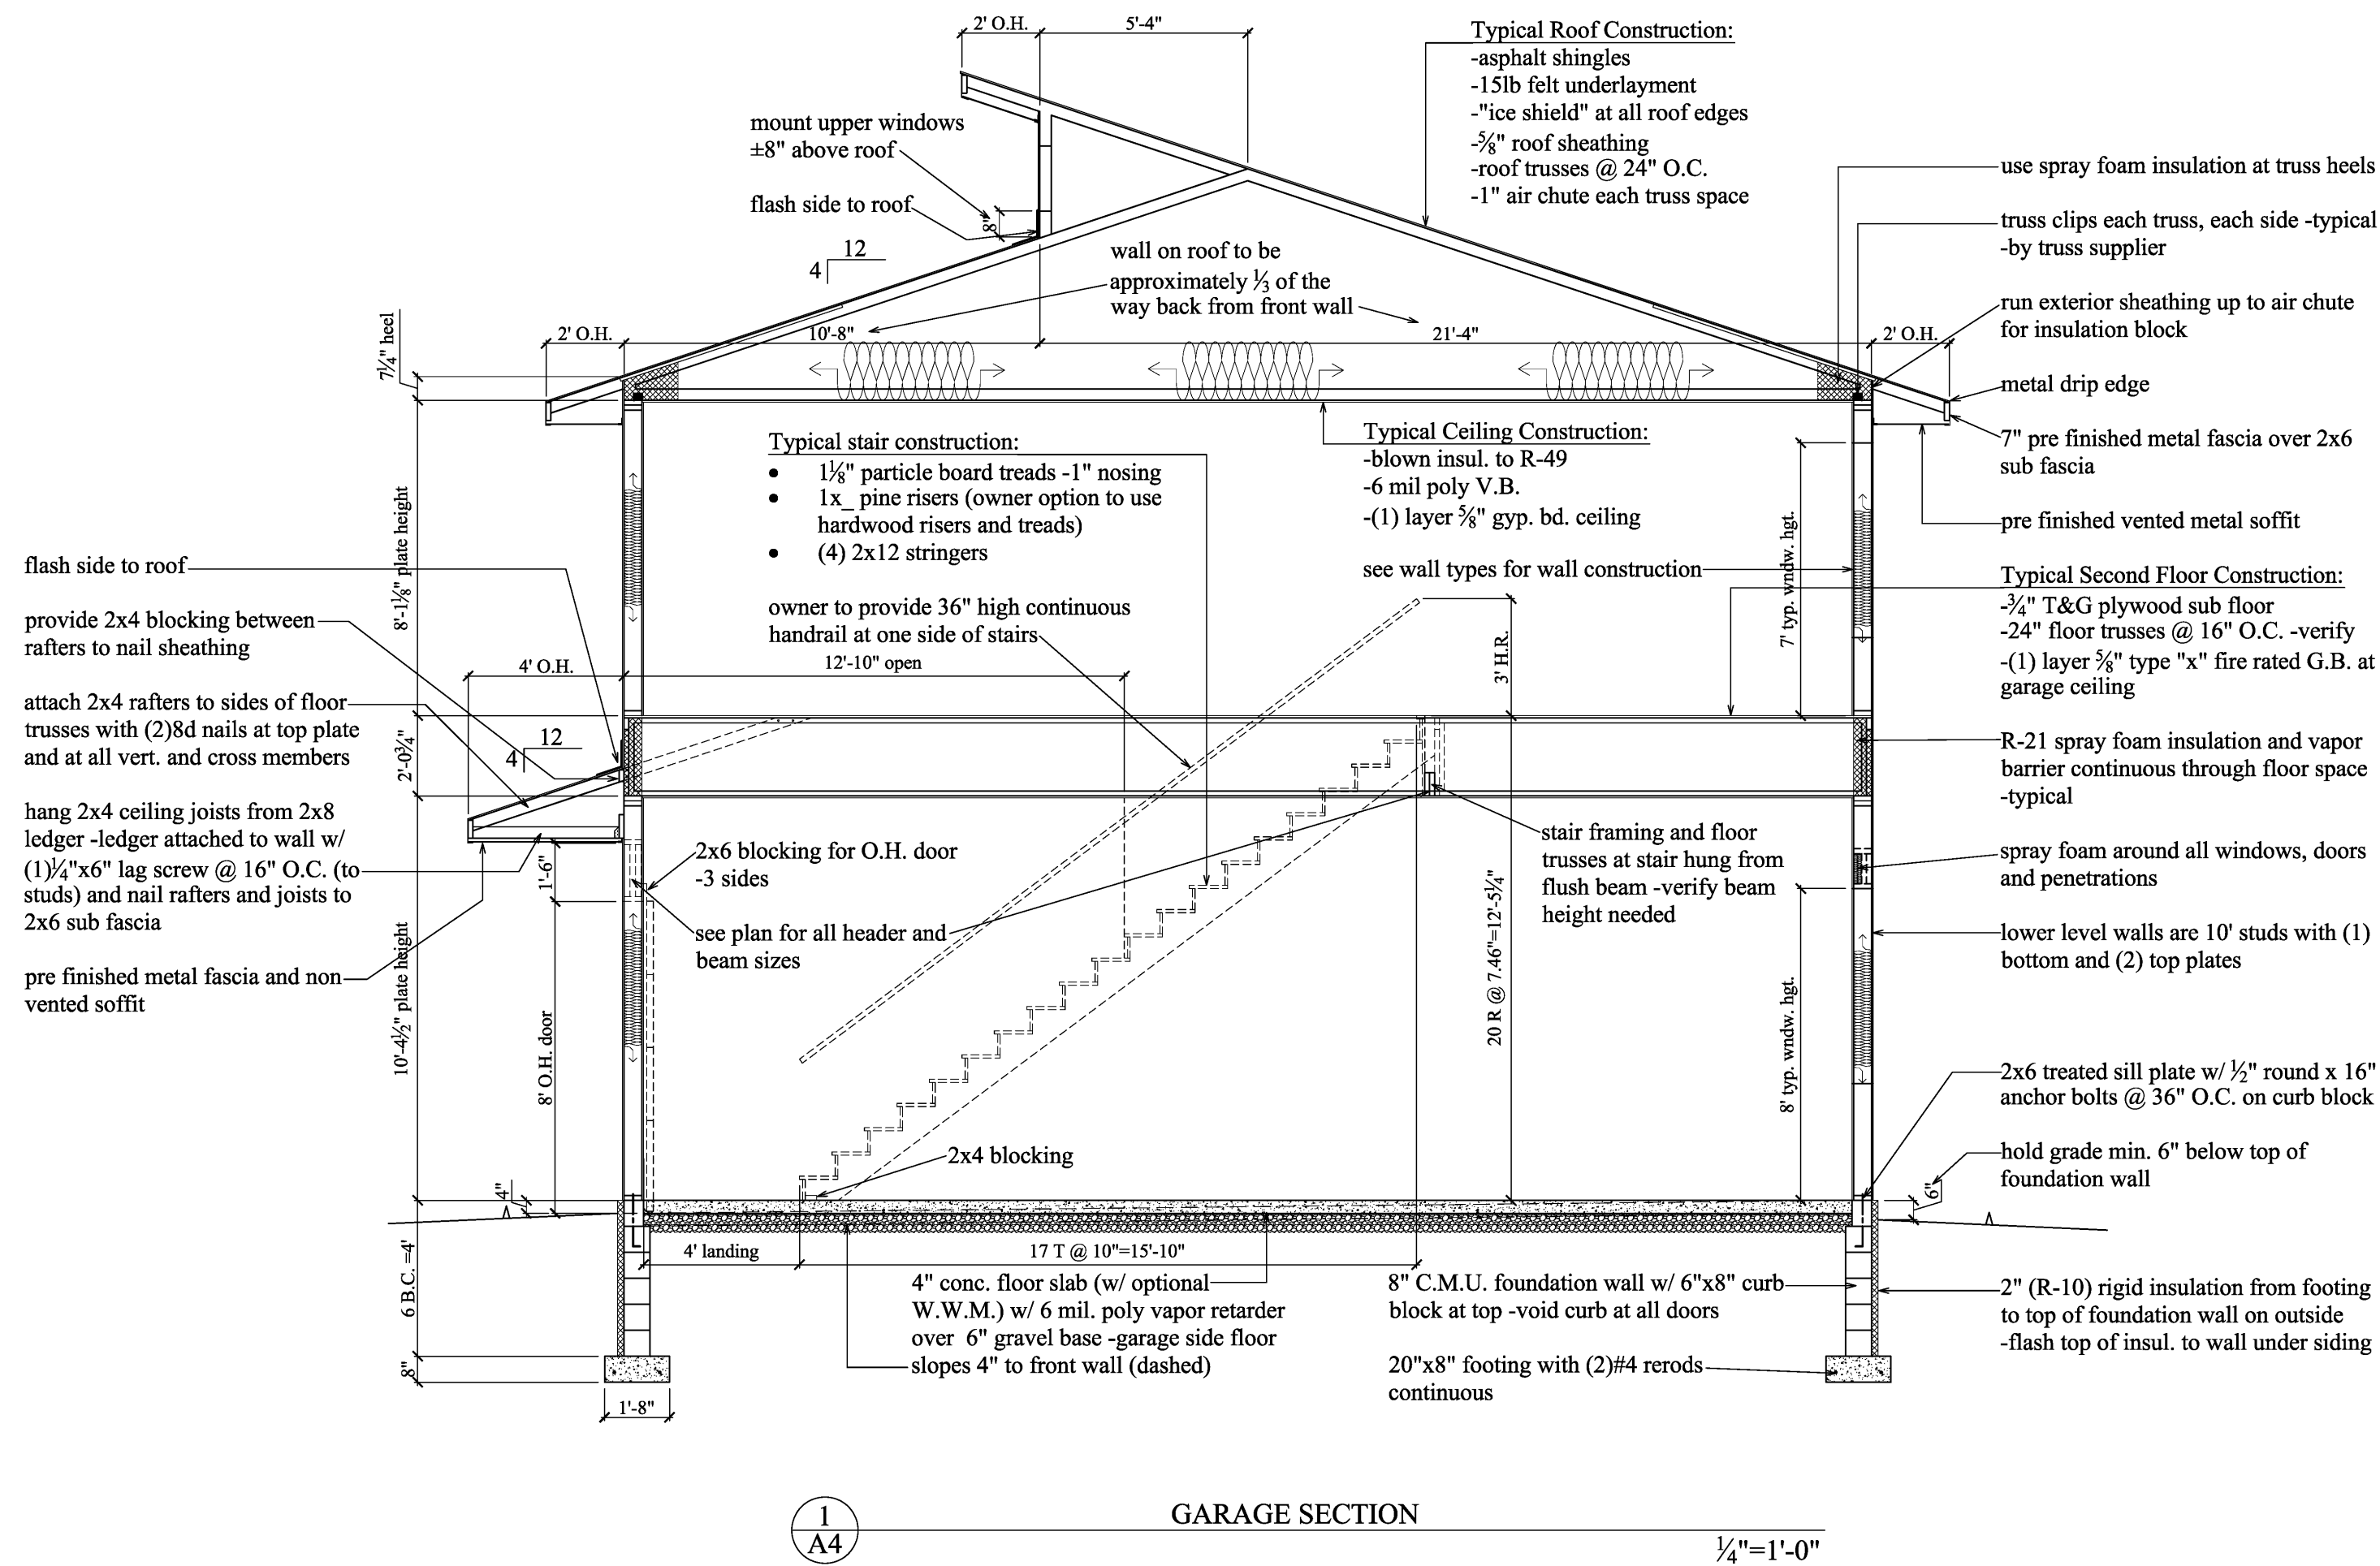 2' O.H.
5'-4"
Typical Roof Construction:
-asphalt shingles
-15lb felt underlayment
-"ice shield" at all roof edges
-⅝" roof sheathing
-roof trusses @ 24" O.C.
-1" air chute each truss space
mount upper windows
±8" above roof
flash side to roof
8"
12
4
wall on roof to be
approximately ⅓ of the
way back from front wall
use spray foam insulation at truss heels
truss clips each truss, each side -typical
-by truss supplier
run exterior sheathing up to air chute
for insulation block
metal drip edge
7" pre finished metal fascia over 2x6
sub fascia
pre finished vented metal soffit
7¼" heel
2' O.H.
10'-8"
21'-4"
2' O.H.
Typical stair construction:
• 1⅛" particle board treads -1" nosing
• 1x_ pine risers (owner option to use
hardwood risers and treads)
• (4) 2x12 stringers
owner to provide 36" high continuous
handrail at one side of stairs
Typical Ceiling Construction:
-blown insul. to R-49
-6 mil poly V.B.
-(1) layer ⅝" gyp. bd. ceiling
see wall types for wall construction
7' typ. wndw. hgt.
Typical Second Floor Construction:
-¾" T&G plywood sub floor
-24" floor trusses @ 16" O.C. -verify
-(1) layer ⅝" type "x" fire rated G.B. at
garage ceiling
R-21 spray foam insulation and vapor
barrier continuous through floor space
-typical
spray foam around all windows, doors
and penetrations
lower level walls are 10' studs with (1)
bottom and (2) top plates
2x6 treated sill plate w/ ½" round x 16"
anchor bolts @ 36" O.C. on curb block
hold grade min. 6" below top of
foundation wall
6"
2" (R-10) rigid insulation from footing
to top of foundation wall on outside
-flash top of insul. to wall under siding
8'-1⅛" plate height
flash side to roof
provide 2x4 blocking between
rafters to nail sheathing
attach 2x4 rafters to sides of floor
trusses with (2)8d nails at top plate
and at all vert. and cross members
hang 2x4 ceiling joists from 2x8
ledger -ledger attached to wall w/
(1)¼"x6" lag screw @ 16" O.C. (to
studs) and nail rafters and joists to
2x6 sub fascia
pre finished metal fascia and non
vented soffit
4' O.H.
12'-10" open
3' H.R.
2'-0¾"
12
4
1'-6"
2x6 blocking for O.H. door
-3 sides
see plan for all header and
beam sizes
stair framing and floor
trusses at stair hung from
flush beam -verify beam
height needed
20 R @ 7.46"=12'-5¼"
8' typ. wndw. hgt.
10'-4½" plate height
8' O.H. door
2x4 blocking
4"
6 B.C. =4'
8"
1'-8"
4' landing
17 T @ 10"=15'-10"
4" conc. floor slab (w/ optional
W.W.M.) w/ 6 mil. poly vapor retarder
over 6" gravel base -garage side floor
slopes 4" to front wall (dashed)
8" C.M.U. foundation wall w/ 6"x8" curb
block at top -void curb at all doors
20"x8" footing with (2)#4 rerods
continuous
1
A4
GARAGE SECTION
¼"=1'-0"